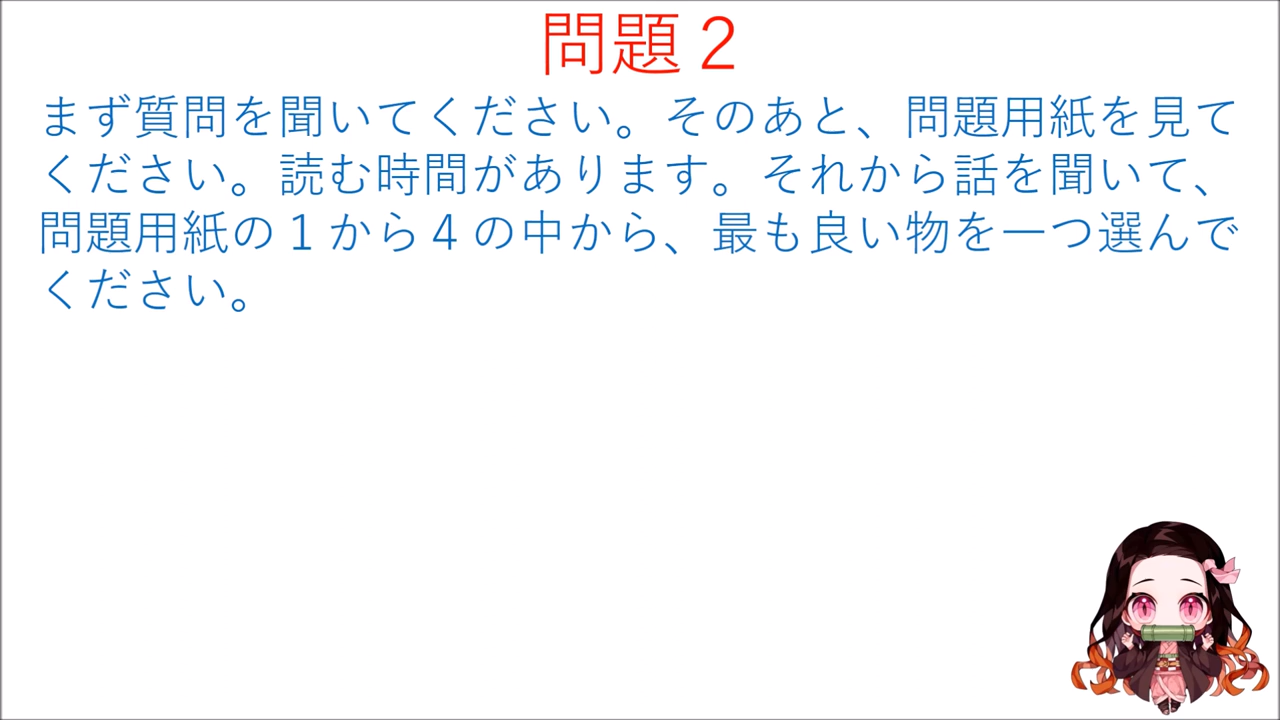 問題２
まず質問を聞いてください。そのあと、問題用紙を見て
ください。読む時間があります。それから話を聞いて、
問題用紙の１から４の中から、最も良い物を一つ選んで
ください。